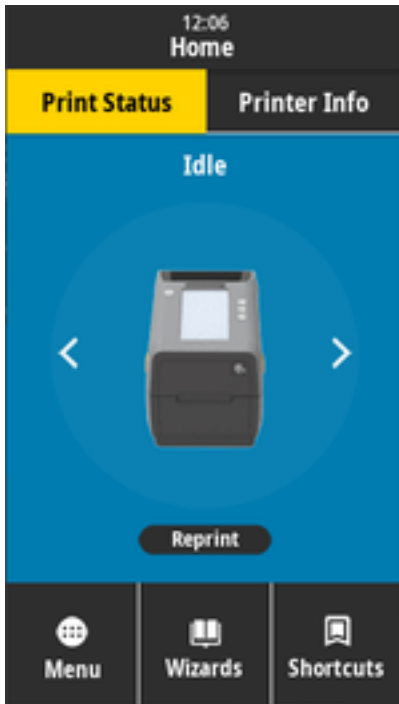 12:06
Home
Print Status Printer Info
Idle
Reprint
Menu Wizards Shortcuts